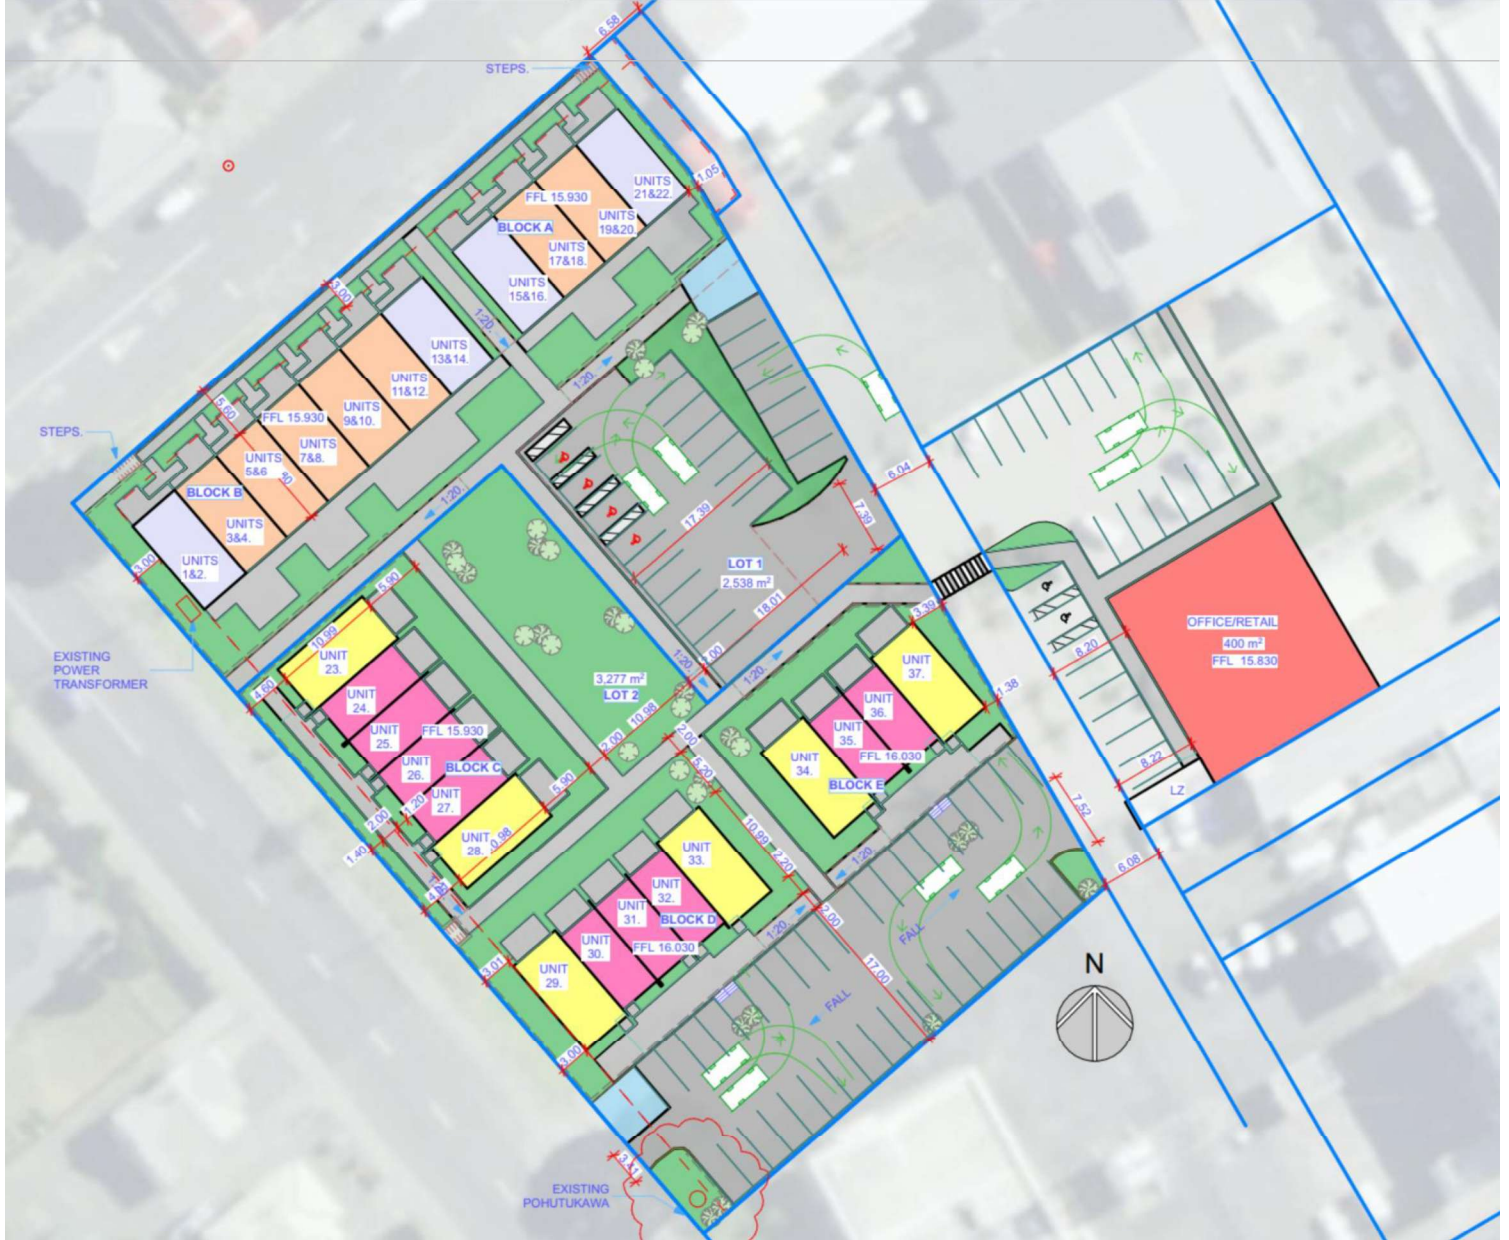 6.58
STEPS.
1.05
UNITS
21&22.
FFL 15.930
UNITS
19&20.
BLOCK A
UNITS
17&18.
UNITS
15&16.
3.00
1:20.
UNITS
13&14.
UNITS
11&12.
1:20.
5.60
FFL 15.930
UNITS
9&10.
STEPS.
UNITS
7&8.
UNITS
5&6
BLOCK B
1:20.
UNITS
3&4.
UNITS
1&2.
3.00
6.04
7.39
17.39
LOT 1
2,538 m²
18.01
5.90
10.99
UNIT
23.
EXISTING
POWER
TRANSFORMER
4.60
UNIT
24.
UNIT
25.
FFL 15.930
UNIT
26.
BLOCK C
UNIT
27.
UNIT
28.
5.90
1.20
2.00
1.40
3,277 m²
LOT 2
10.98
2.00
1:20.
2.00
1:20.
3.39
UNIT
37.
1.38
UNIT
36.
UNIT
35.
FFL 16.030
UNIT
34.
BLOCK E
OFFICE/RETAIL
400 m²
FFL 15.830
8.20
8.22
LZ
7.52
6.08
2.00
5.20
10.99
2.20
1:20.
UNIT
33.
UNIT
32.
UNIT
31.
BLOCK D
UNIT
30.
FFL 16.030
1:20.
2.00
UNIT
29.
3.01
3.00
17.00
FALL
FALL
N
EXISTING
POHUTUKAWA